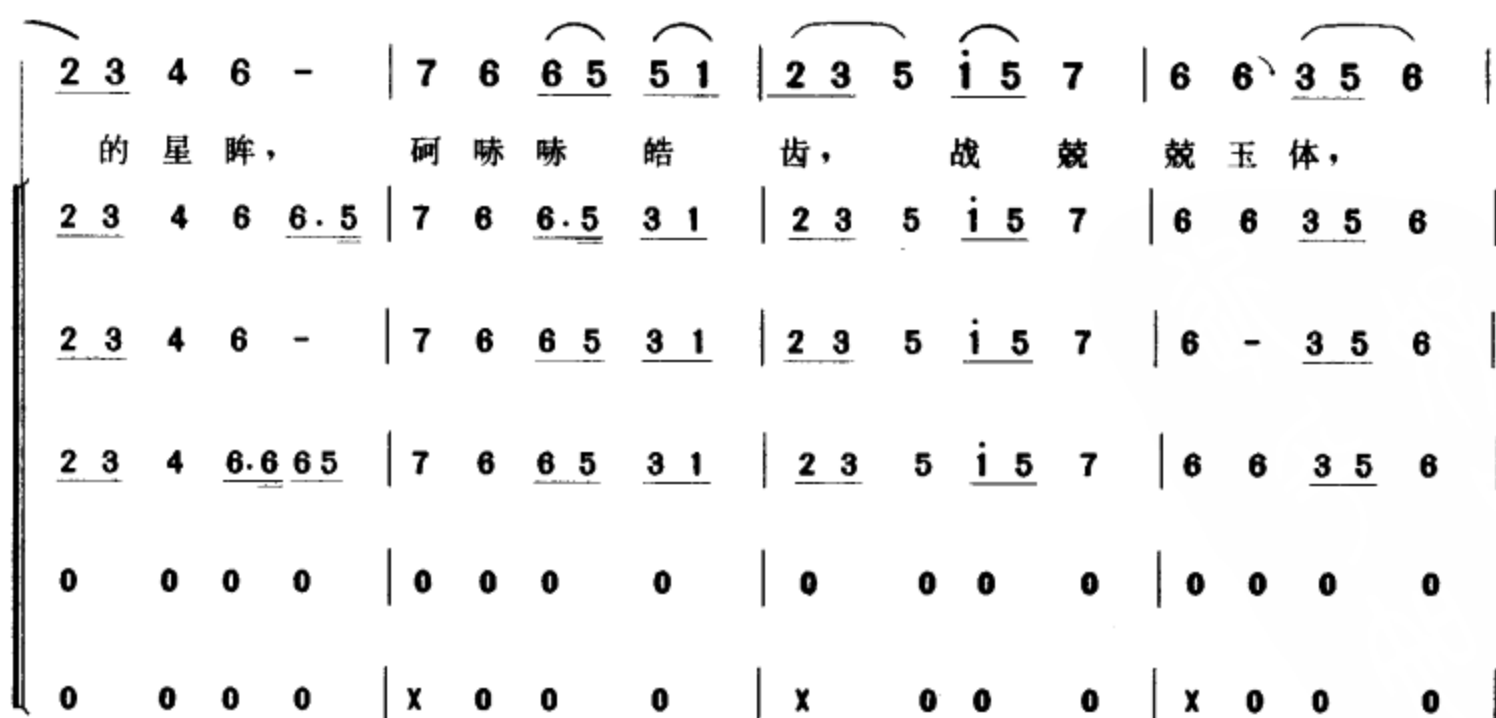 2 3 4 6 - | 7 6 6 5 5 1 | 2 3 5 i 5 7 | 6 6 3 5 6 |
的星眸， 砢哧哧皓 齿， 战兢 兢玉体，
2 3 4 6 6. 5 | 7 6 6. 5 3 1 | 2 3 5 i 5 7 | 6 6 3 5 6 |
2 3 4 6 - | 7 6 6 5 3 1 | 2 3 5 i 5 7 | 6 - 3 5 6 |
2 3 4 6. 6 6 5 | 7 6 6 5 3 1 | 2 3 5 i 5 7 | 6 6 3 5 6 |
0 0 0 0 | 0 0 0 0 | 0 0 0 0 | 0 0 0 0
0 0 0 0 | X 0 0 0 | X 0 0 0 | X 0 0 0 |